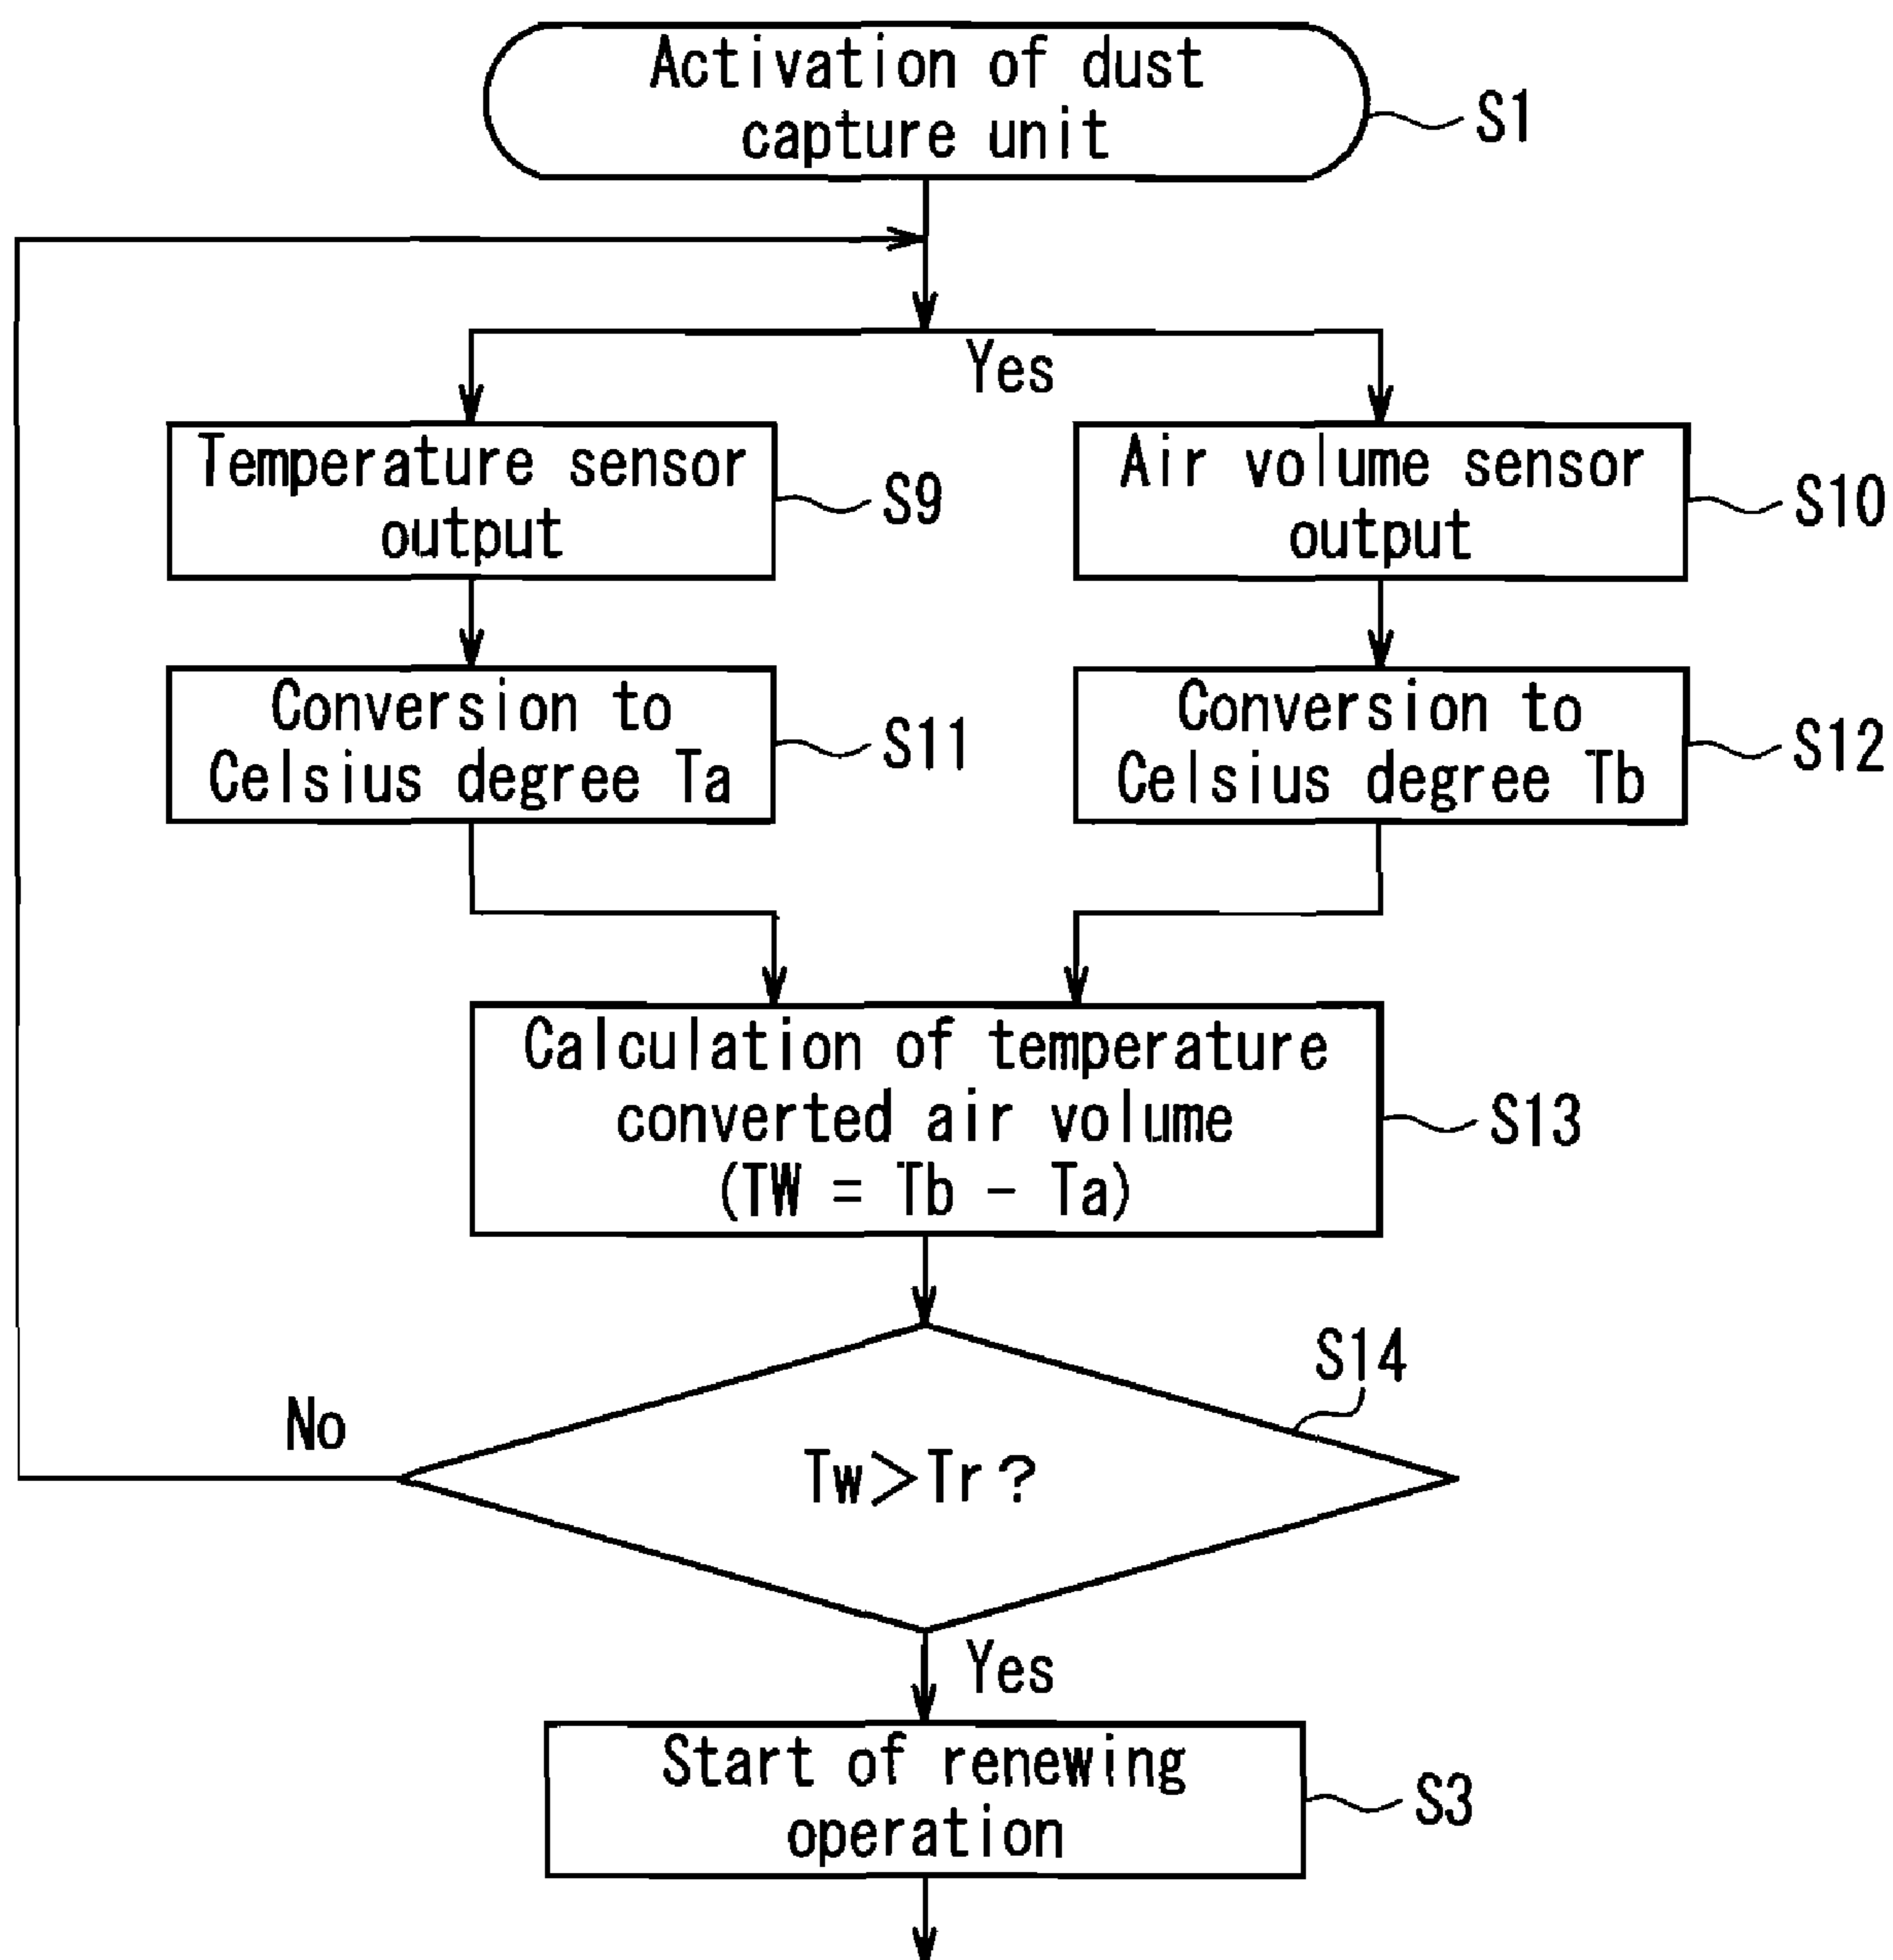 Activation of dust
capture unit
S1
Yes
Temperature sensor
output
S9
Air volume sensor
output
S10
Conversion to
Celsius degree Ta
S11
Conversion to
Celsius degree Tb
S12
Calculation of temperature
converted air volume
(TW = Tb - Ta)
S13
S14
No
Tw>Tr?
Yes
Start of renewing
operation
S3